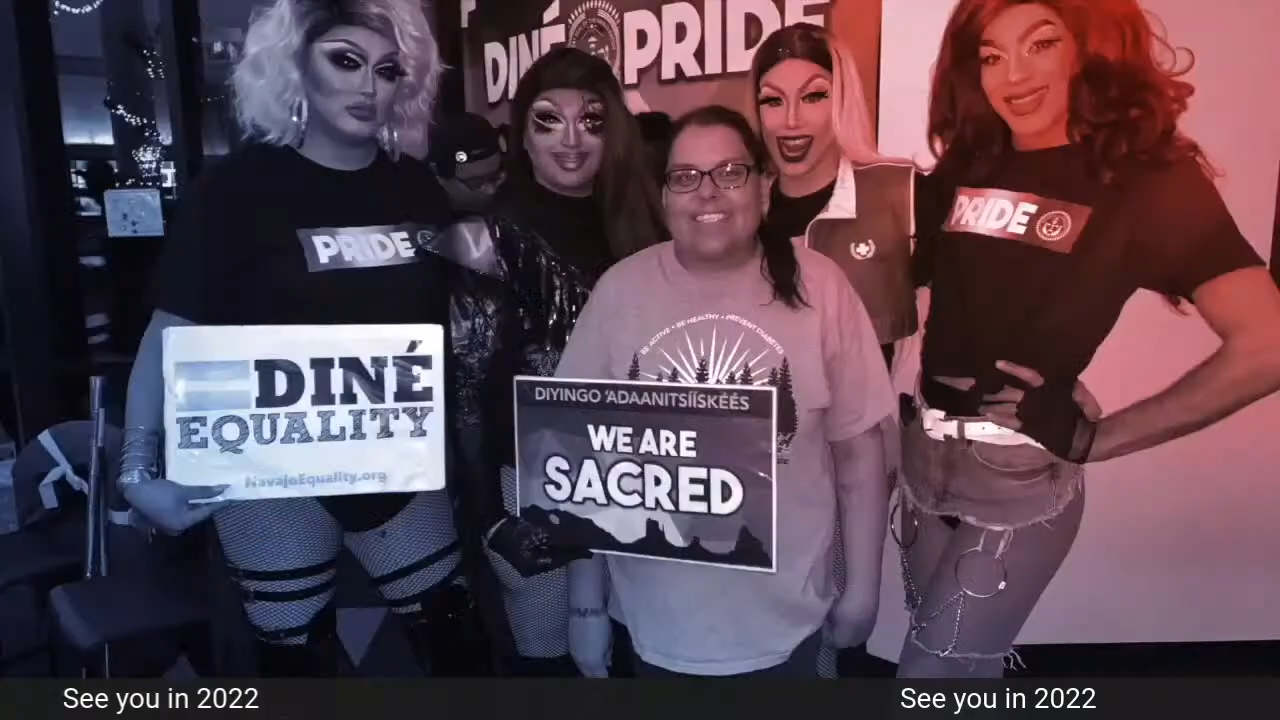 DINÉ PRIDE
PRIDE
PRIDE
BE ACTIVE • BE HEALTHY • PREVENT DIABETES
DINÉ
EQUALITY
NavajoEquality.org
DIYINGO 'ADAANITSÍÍSKÉÉS
WE ARE
SACRED
See you in 2022
See you in 2022